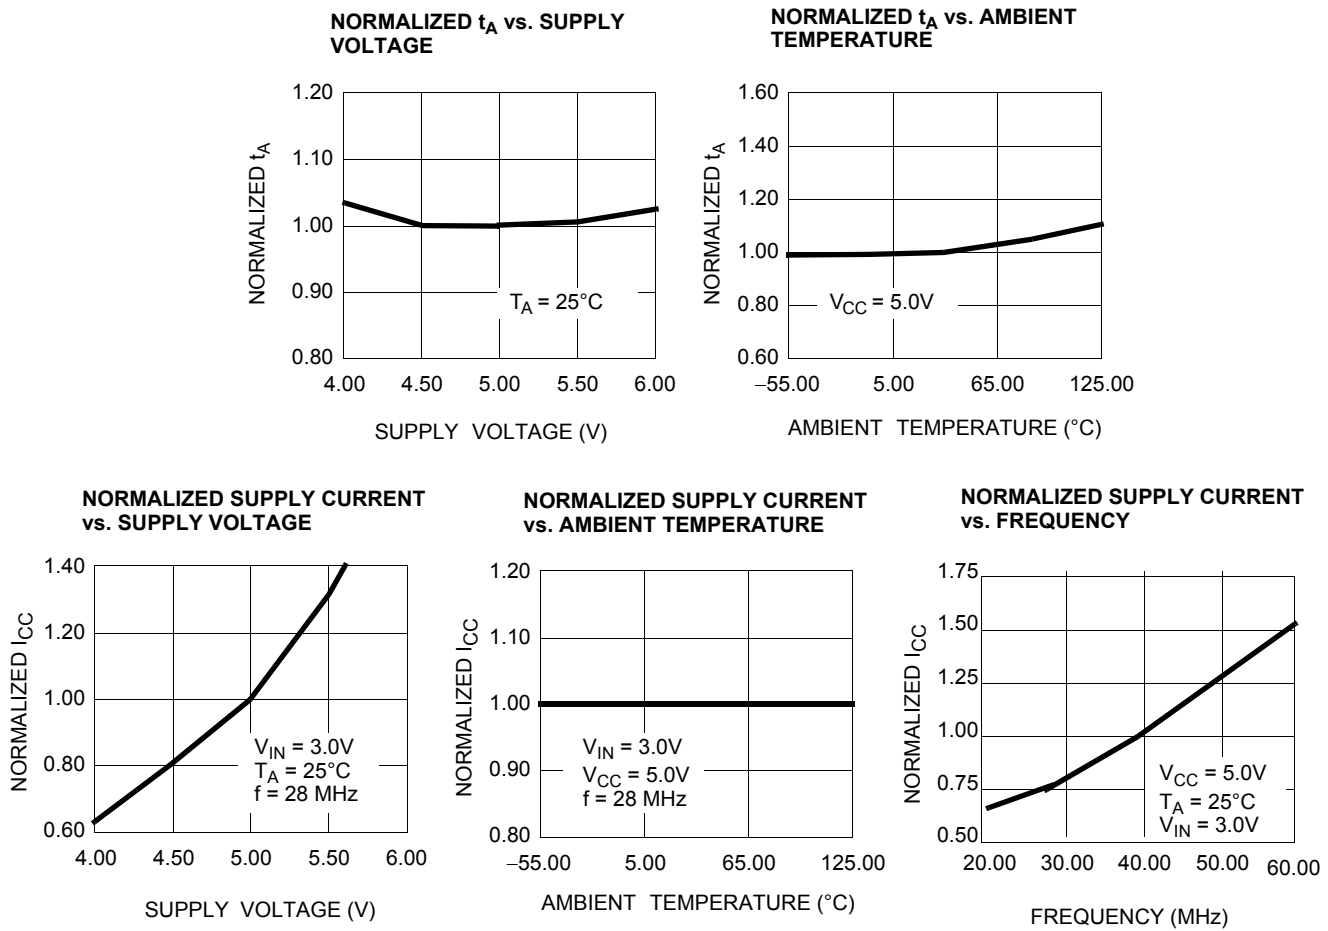 NORMALIZED tA vs. SUPPLY
VOLTAGE
1.20
1.10
1.00
0.90
0.80
NORMALIZED tA
TA = 25°C
4.00 4.50 5.00 5.50 6.00
SUPPLY VOLTAGE (V)
NORMALIZED tA vs. AMBIENT
TEMPERATURE
1.60
1.40
1.20
1.00
0.80
0.60
NORMALIZED tA
VCC = 5.0V
–55.00 5.00 65.00 125.00
AMBIENT TEMPERATURE (°C)
NORMALIZED SUPPLY CURRENT
vs. SUPPLY VOLTAGE
1.40
1.20
1.00
0.80
0.60
NORMALIZED ICC
VIN = 3.0V
TA = 25°C
f = 28 MHz
4.00 4.50 5.00 5.50 6.00
SUPPLY VOLTAGE (V)
NORMALIZED SUPPLY CURRENT
vs. AMBIENT TEMPERATURE
1.20
1.10
1.00
0.90
0.80
NORMALIZED ICC
VIN = 3.0V
VCC = 5.0V
f = 28 MHz
–55.00 5.00 65.00 125.00
AMBIENT TEMPERATURE (°C)
NORMALIZED SUPPLY CURRENT
vs. FREQUENCY
1.75
1.50
1.25
1.00
0.75
0.50
NORMALIZED ICC
VCC = 5.0V
TA = 25°C
VIN = 3.0V
20.00 30.00 40.00 50.00 60.00
FREQUENCY (MHz)